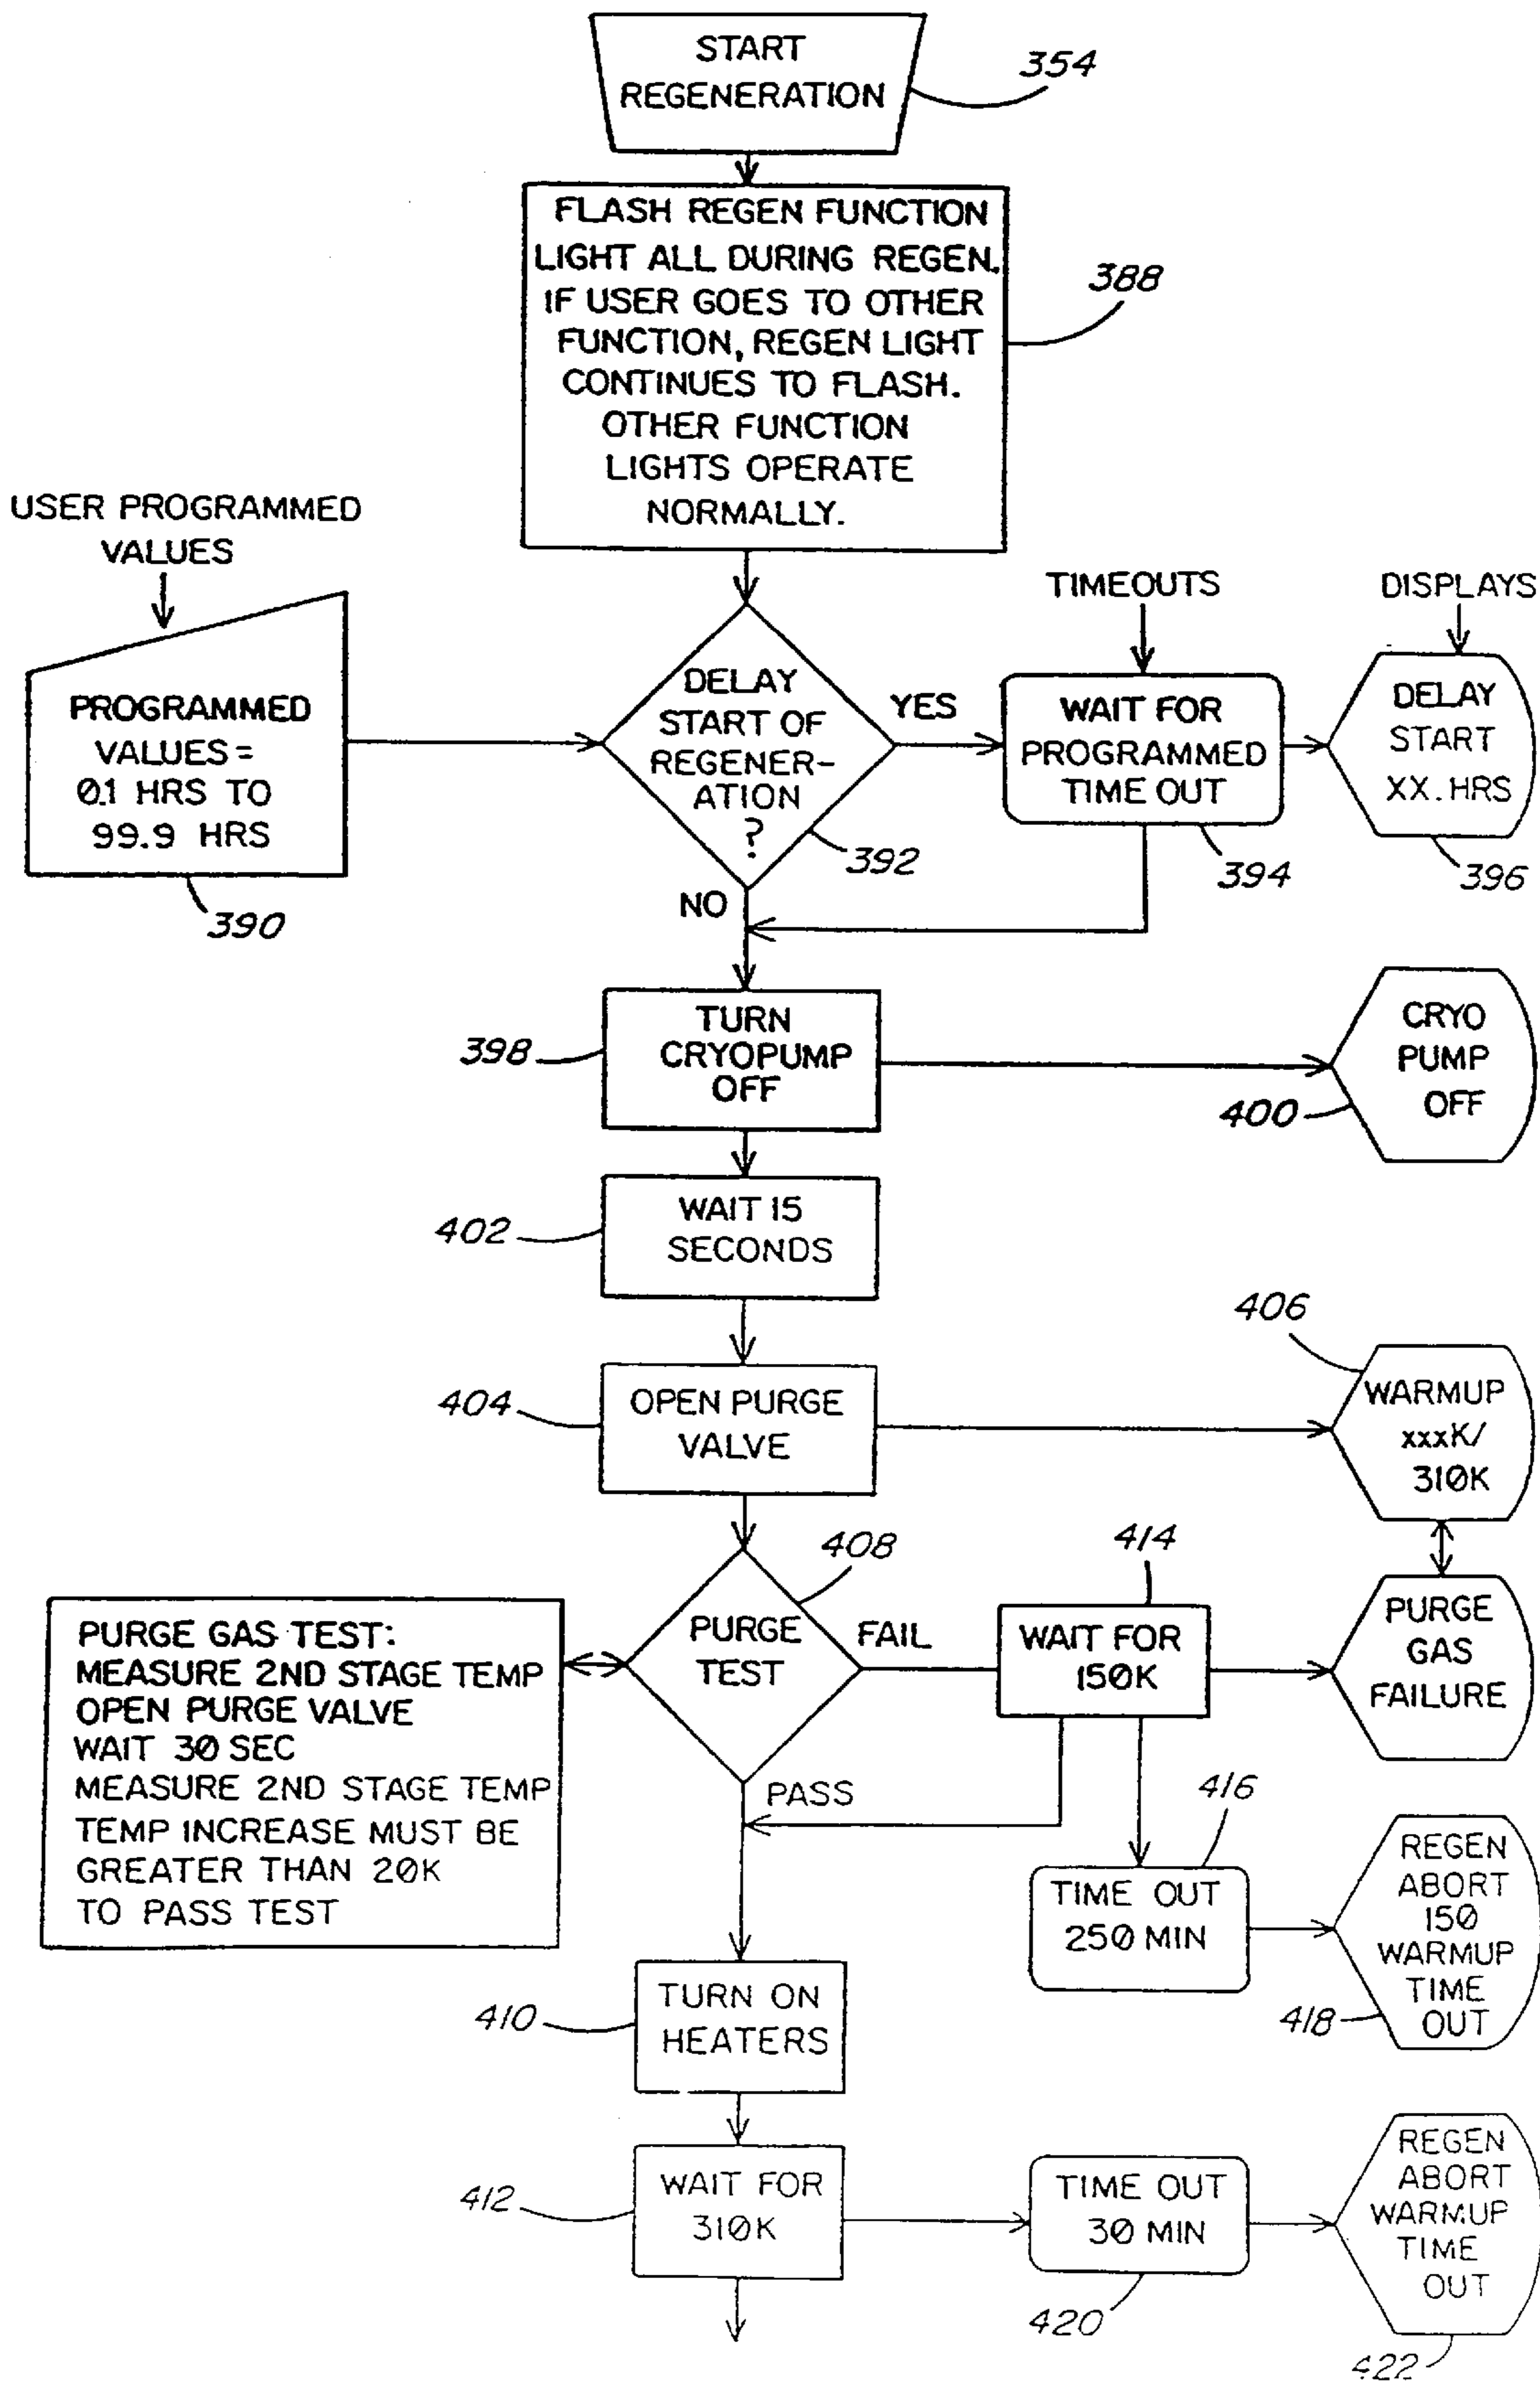 START
REGENERATION
354
FLASH REGEN FUNCTION
LIGHT ALL DURING REGEN.
IF USER GOES TO OTHER
FUNCTION, REGEN LIGHT
CONTINUES TO FLASH.
OTHER FUNCTION
LIGHTS OPERATE
NORMALLY.
388
USER PROGRAMMED
VALUES
PROGRAMMED
VALUES =
0.1 HRS TO
99.9 HRS
390
DELAY
START OF
REGENER-
ATION
?
392
YES
NO
TIMEOUTS
WAIT FOR
PROGRAMMED
TIME OUT
394
DISPLAYS
DELAY
START
XX.HRS
396
TURN
CRYOPUMP
OFF
398
CRYO
PUMP
OFF
400
WAIT 15
SECONDS
402
OPEN PURGE
VALVE
404
406
WARMUP
xxxK/
310K
PURGE
TEST
408
FAIL
PASS
PURGE GAS TEST:
MEASURE 2ND STAGE TEMP
OPEN PURGE VALVE
WAIT 30 SEC
MEASURE 2ND STAGE TEMP
TEMP INCREASE MUST BE
GREATER THAN 20K
TO PASS TEST
414
WAIT FOR
150K
PURGE
GAS
FAILURE
416
TIME OUT
250 MIN
REGEN
ABORT
150
WARMUP
TIME
OUT
418
TURN ON
HEATERS
410
WAIT FOR
310K
412
TIME OUT
30 MIN
420
REGEN
ABORT
WARMUP
TIME
OUT
422